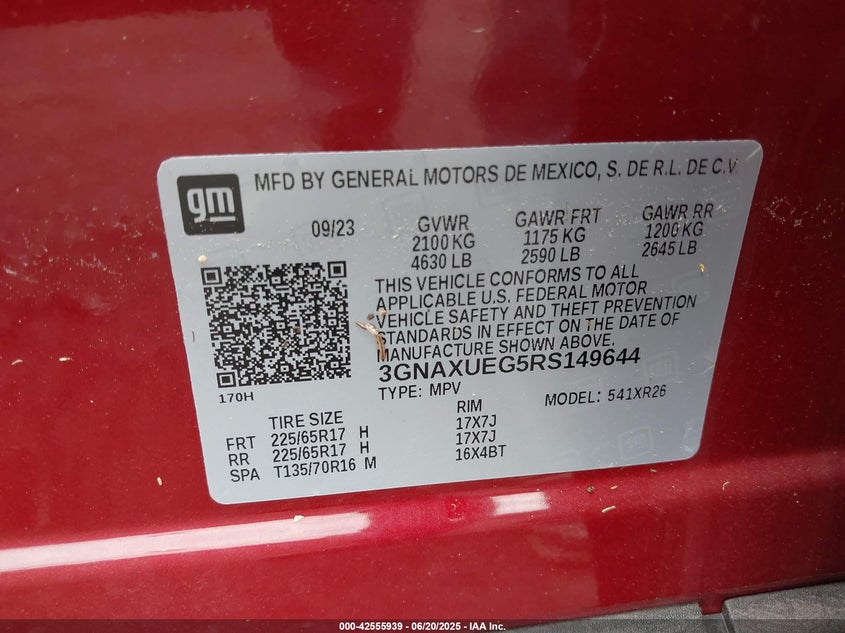 gm
MFD BY GENERAL MOTORS DE MEXICO, S. DE R.L. DE C.V
09/23 GVWR GAWR FRT GAWR RR
2100 KG 1175 KG 1200 KG
4630 LB 2590 LB 2645 LB
THIS VEHICLE CONFORMS TO ALL
APPLICABLE U.S. FEDERAL MOTOR
VEHICLE SAFETY AND THEFT PREVENTION
STANDARDS IN EFFECT ON THE DATE OF
MANUFACTURE SHOWN ABOVE.
3GNAXUEG5RS149644
170H
TYPE: MPV MODEL: 541XR26
TIRE SIZE RIM
FRT 225/65R17 H 17X7J
RR 225/65R17 H 17X7J
SPA T135/70R16 M 16X4BT
000-42555939 - 06/20/2025 - IAA Inc.